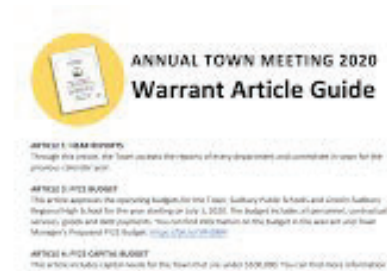 ANNUAL TOWN MEETING 2020
Warrant Article Guide
ARTICLE 1: HEAR REPORTS
Through this article, the Town accepts the reports of every department and committee in town for the
previous calendar year.
ARTICLE 3: FY21 BUDGET
This article approves the operating budgets for the Town, Sudbury Public Schools and Lincoln Sudbury
Regional High School for the year starting on July 1, 2020. The budget includes all personnel, contractual
services, goods and debt payments. You can find information on the budget in the warrant and Town
Manager's Proposed FY21 Budget.
ARTICLE 4: FY21 CAPITAL BUDGET
This article includes capital needs for the Town that are under $100,000. You can find more information